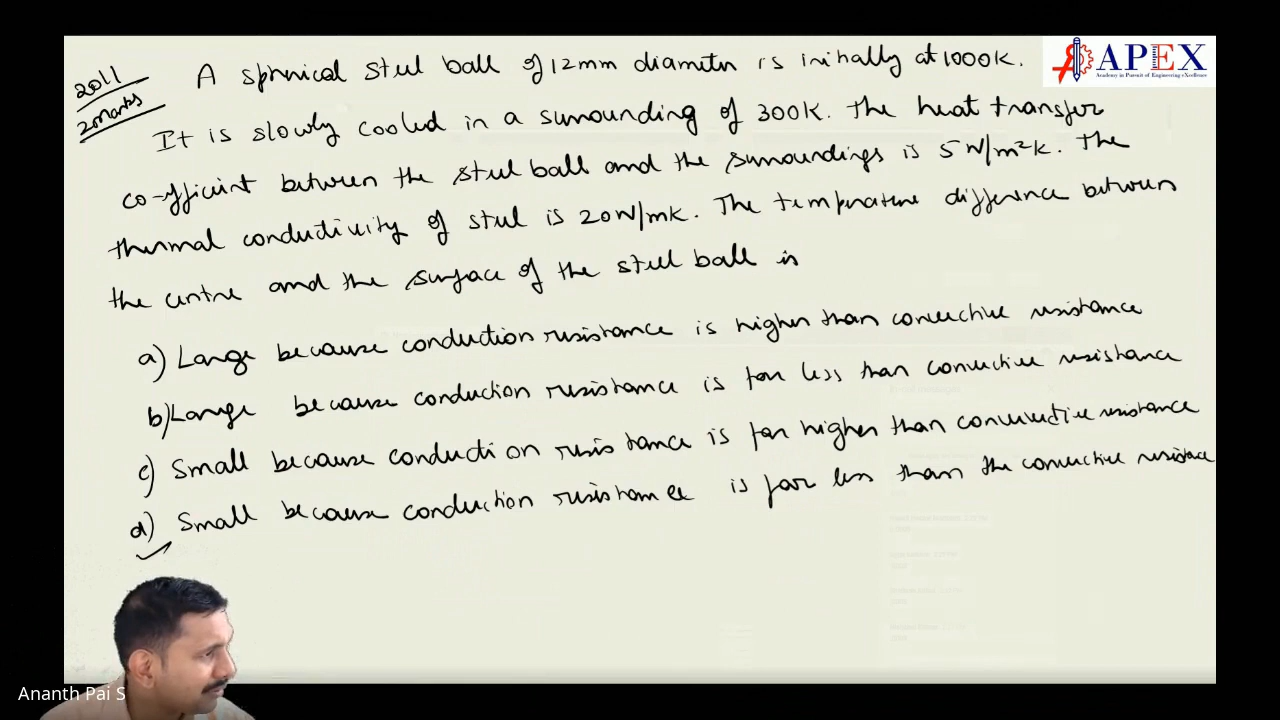 2011
2 marks
A spherical steel ball of 12mm diameter is initially at 1000K.
It is slowly cooled in a surrounding of 300K. The heat transfer
co-efficient between the steel ball and the surroundings is 5 W/m²K. The
thermal conductivity of steel is 20W/mK. The temperature difference between
the centre and the surface of the steel ball is
a) Large because conduction resistance is higher than convective resistance
b) Large because conduction resistance is far less than convective resistance
c) Small because conduction resistance is far higher than convective resistance
d) Small because conduction resistance is far less than the convective resistance
APEX
Ananth Pai S